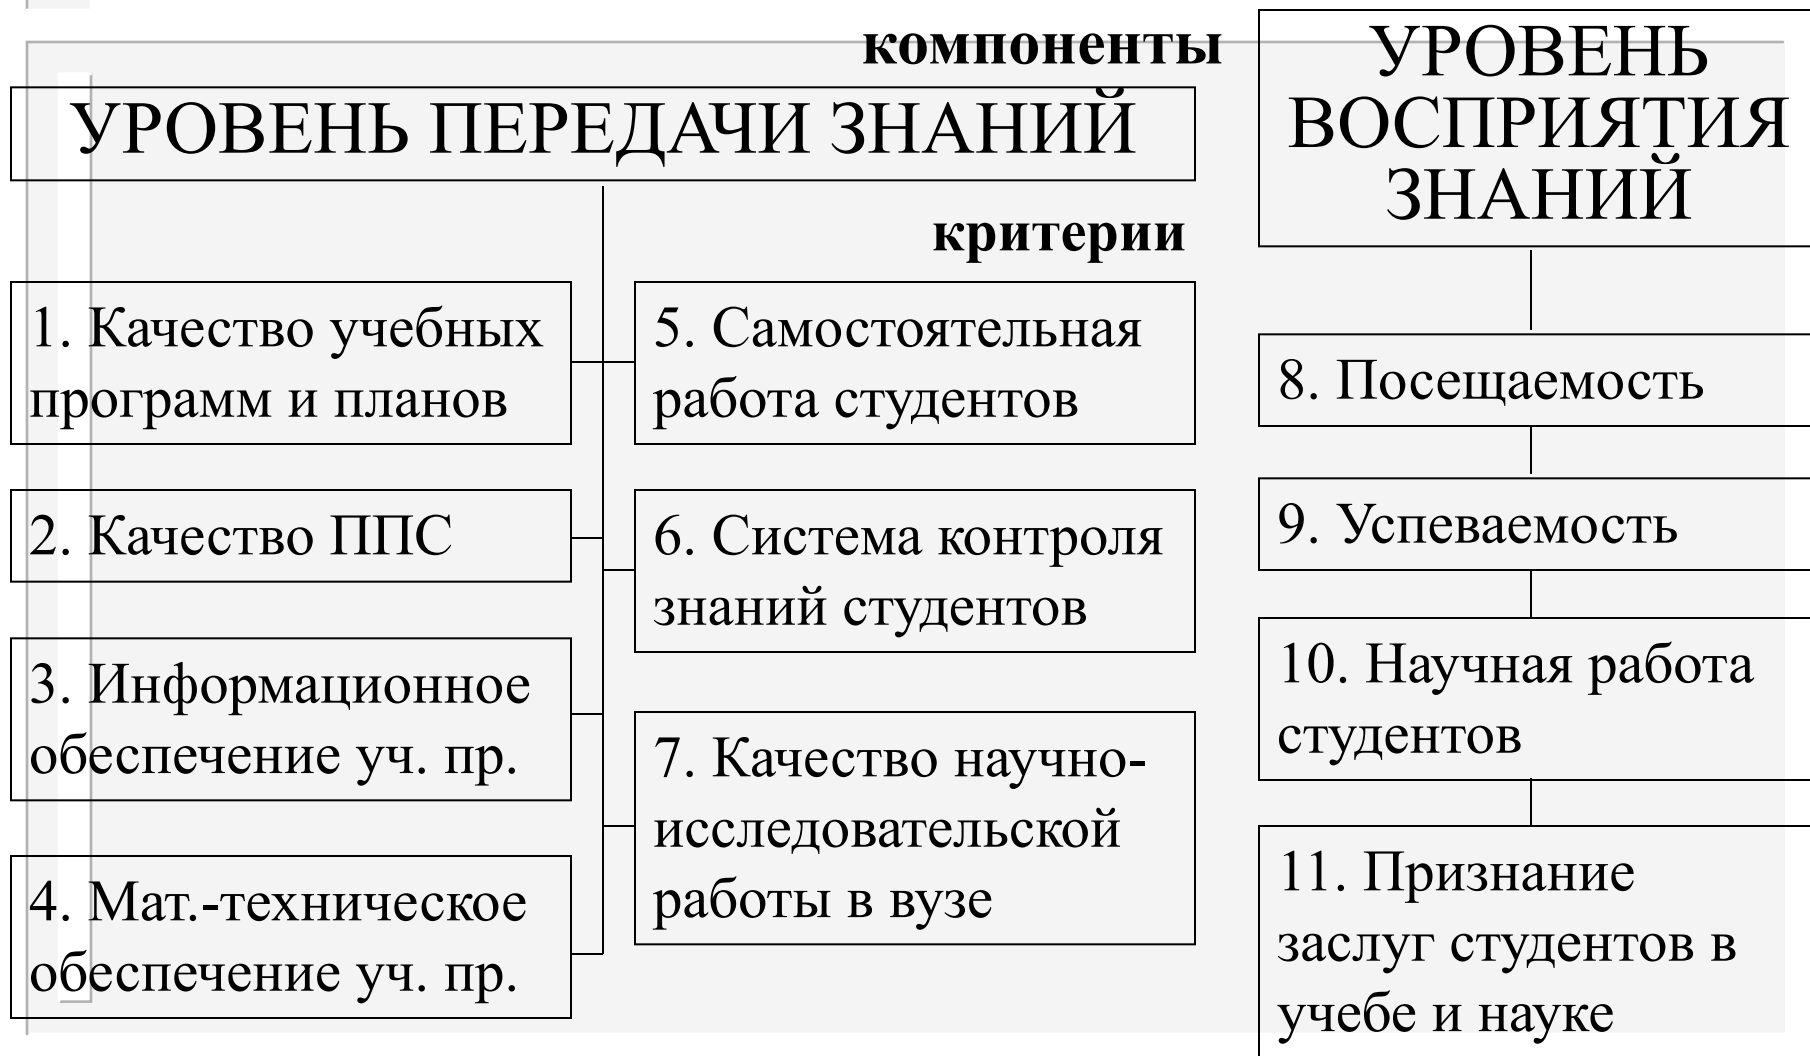 компоненты
УРОВЕНЬ ПЕРЕДАЧИ ЗНАНИЙ
критерии
1. Качество учебных
программ и планов
2. Качество ППС
3. Информационное
обеспечение уч. пр.
4. Мат.-техническое
обеспечение уч. пр.
5. Самостоятельная
работа студентов
6. Система контроля
знаний студентов
7. Качество научно-
исследовательской
работы в вузе
УРОВЕНЬ
ВОСПРИЯТИЯ
ЗНАНИЙ
8. Посещаемость
9. Успеваемость
10. Научная работа
студентов
11. Признание
заслуг студентов в
учебе и науке